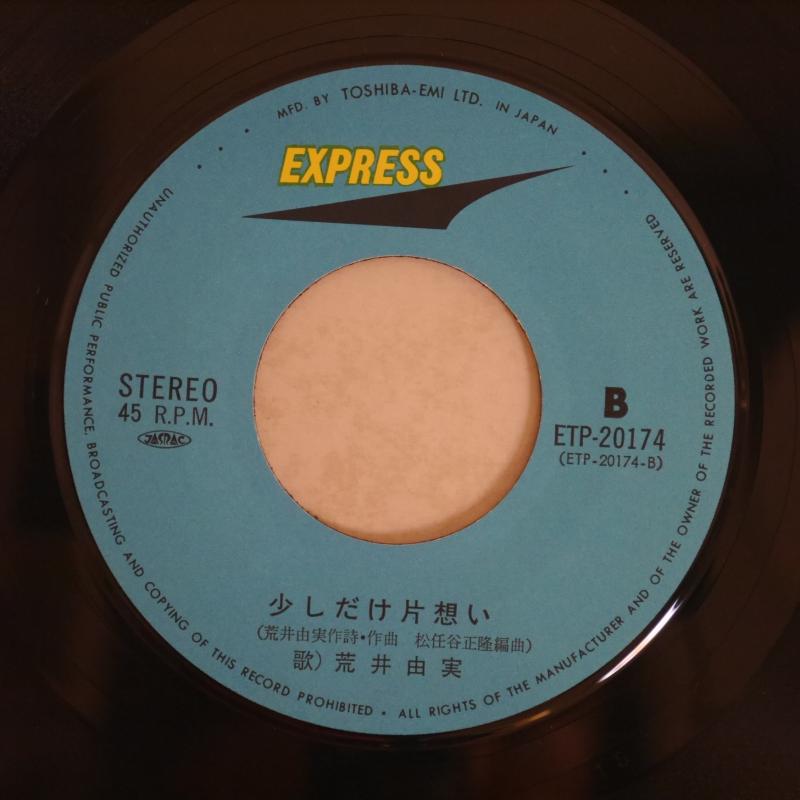 MFD. BY TOSHIBA-EMI LTD. IN JAPAN
EXPRESS
STEREO
45 R.P.M.
JASRAC
B
ETP-20174
(ETP-20174-B)
少しだけ片想い
(荒井由実作詩・作曲 松任谷正隆編曲)
歌) 荒井由実
UNAUTHORIZED PUBLIC PERFORMANCE, BROADCASTING AND COPYING OF THIS RECORD PROHIBITED • ALL RIGHTS OF THE MANUFACTURER AND OF THE OWNER OF THE RECORDED WORK ARE RESERVED